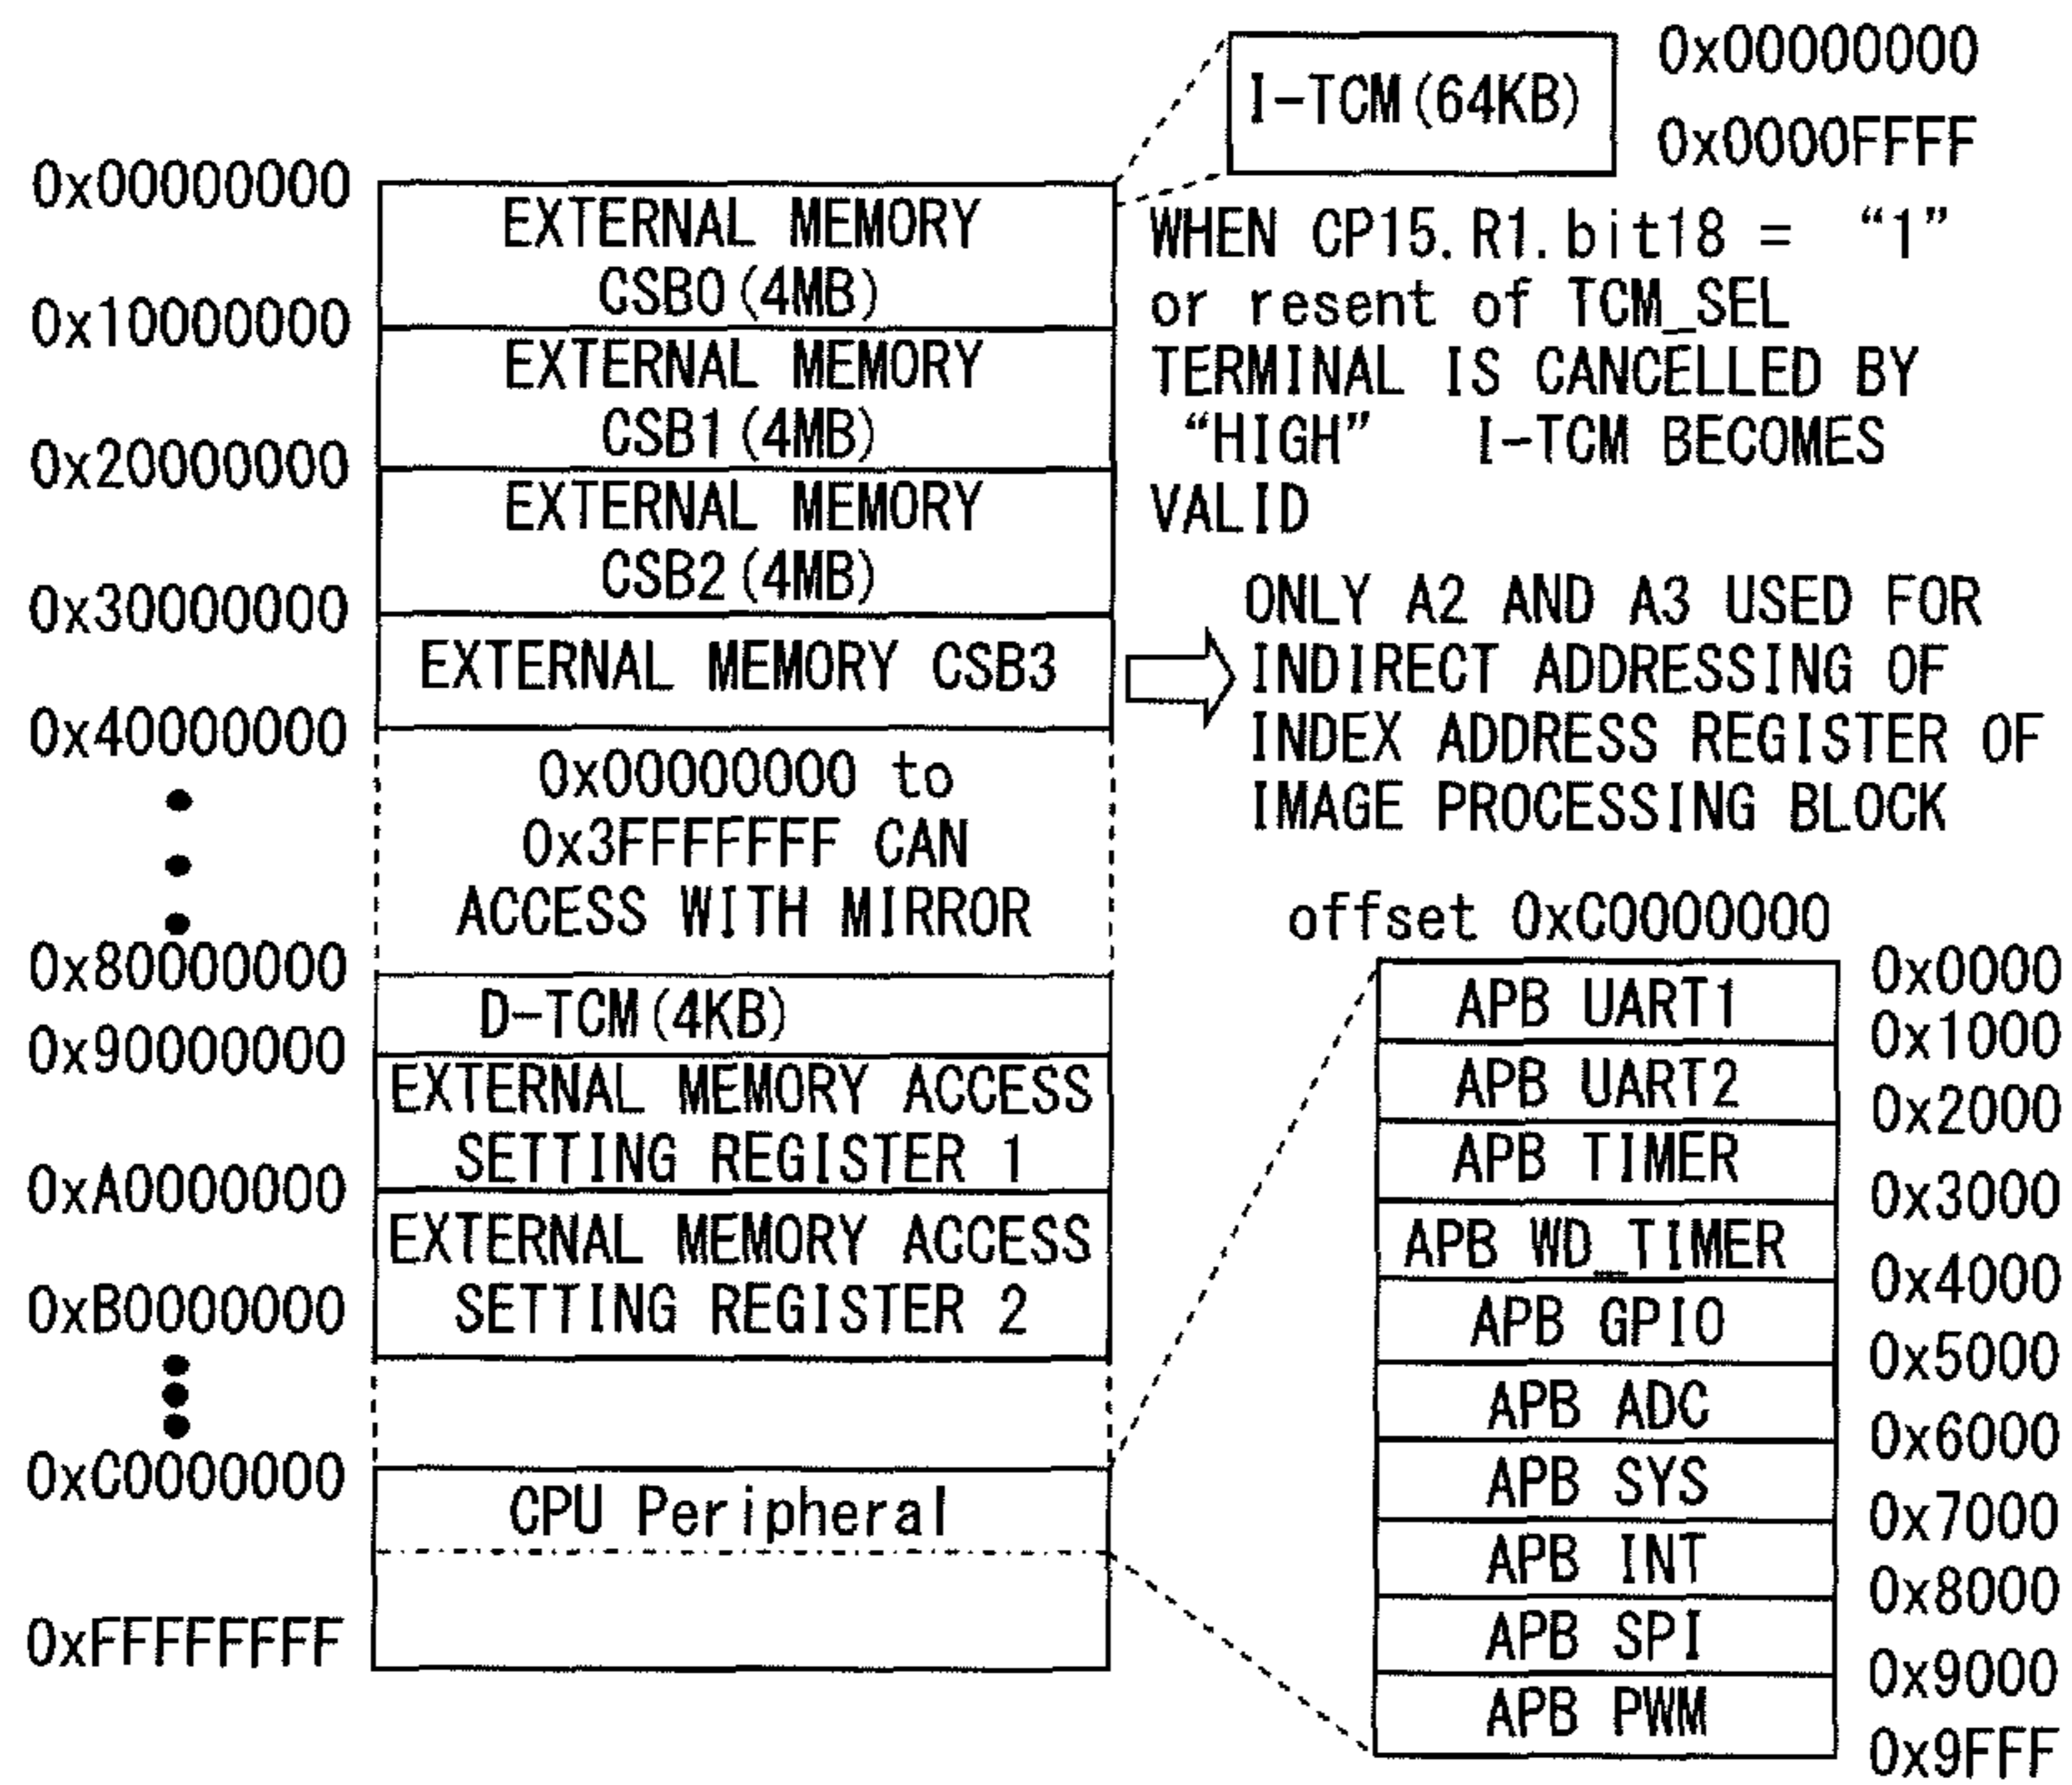 I-TCM(64KB)
0x00000000
0x0000FFFF
WHEN CP15.R1.bit18 = “1”
or resent of TCM_SEL
TERMINAL IS CANCELLED BY
“HIGH” I-TCM BECOMES
VALID
0x00000000
EXTERNAL MEMORY
CSB0(4MB)
0x10000000
EXTERNAL MEMORY
CSB1(4MB)
0x20000000
EXTERNAL MEMORY
CSB2(4MB)
0x30000000
EXTERNAL MEMORY CSB3
ONLY A2 AND A3 USED FOR
INDIRECT ADDRESSING OF
INDEX ADDRESS REGISTER OF
IMAGE PROCESSING BLOCK
0x40000000
0x00000000 to
0x3FFFFFFF CAN
ACCESS WITH MIRROR
0x80000000
D-TCM(4KB)
0x90000000
EXTERNAL MEMORY ACCESS
SETTING REGISTER 1
0xA0000000
EXTERNAL MEMORY ACCESS
SETTING REGISTER 2
0xB0000000
0xC0000000
CPU Peripheral
0xFFFFFFFF
offset 0xC0000000
0x0000
APB UART1
0x1000
APB UART2
0x2000
APB TIMER
0x3000
APB WD_TIMER
0x4000
APB GPIO
0x5000
APB ADC
0x6000
APB SYS
0x7000
APB INT
0x8000
APB SPI
0x9000
APB PWM
0x9FFF